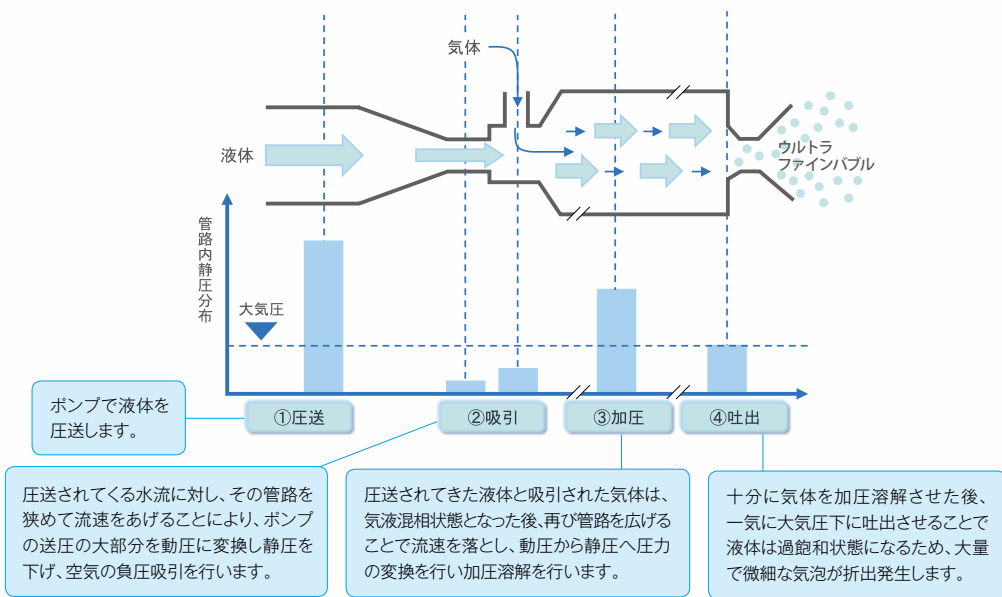 気体
液体
ウルトラ
ファインバブル
管路内静圧分布
大気圧
①圧送
②吸引
③加圧
④吐出
ポンプで液体を
圧送します。
圧送されてくる水流に対し、その管路を
狭めて流速をあげることにより、ポンプ
の送圧の大部分を動圧に変換し静圧を
下げ、空気の負圧吸引を行います。
圧送されてきた液体と吸引された気体は、
気液混相状態となった後、再び管路を広げる
ことで流速を落とし、動圧から静圧へ圧力
の変換を行い加圧溶解を行います。
十分に気体を加圧溶解させた後、
一気に大気圧下に吐出させることで
液体は過飽和状態になるため、大量
で微細な気泡が折出発生します。